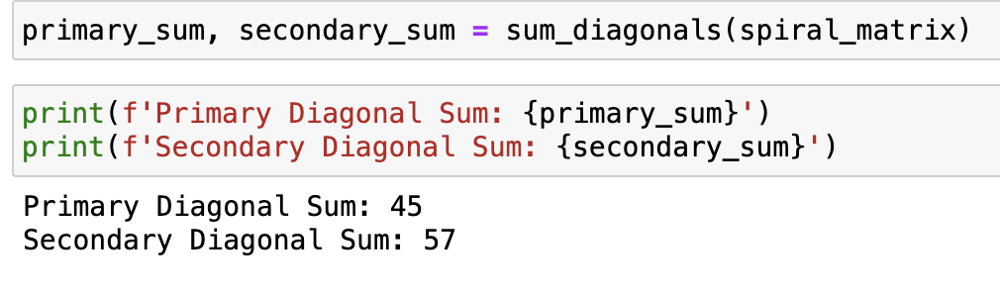 primary_sum, secondary_sum = sum_diagonals(spiral_matrix)
print(f'Primary Diagonal Sum: {primary_sum}')
print(f'Secondary Diagonal Sum: {secondary_sum}')
Primary Diagonal Sum: 45
Secondary Diagonal Sum: 57